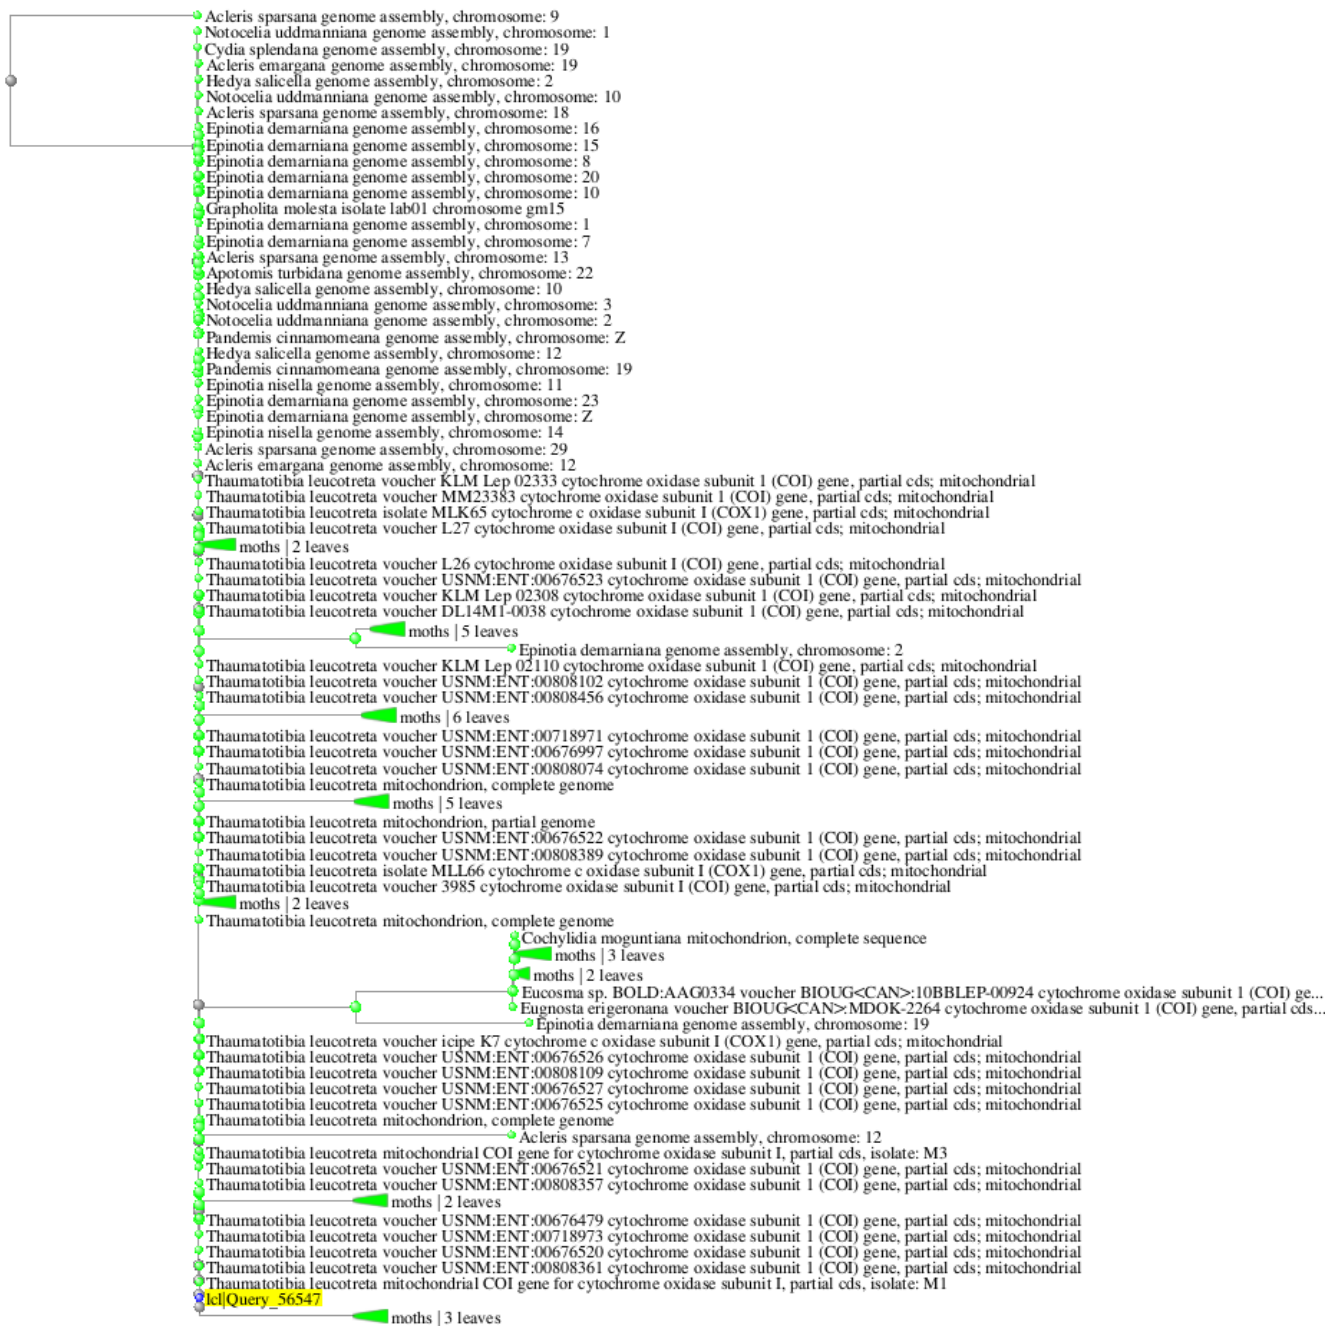 Acleris sparsana genome assembly, chromosome: 9
Notocelia uddmanniana genome assembly, chromosome: 1
Cydia splendana genome assembly, chromosome: 19
Acleris emargana genome assembly, chromosome: 19
Hedya salicella genome assembly, chromosome: 2
Notocelia uddmanniana genome assembly, chromosome: 10
Acleris sparsana genome assembly, chromosome: 18
Epinotia demarniana genome assembly, chromosome: 16
Epinotia demarniana genome assembly, chromosome: 15
Epinotia demarniana genome assembly, chromosome: 8
Epinotia demarniana genome assembly, chromosome: 20
Epinotia demarniana genome assembly, chromosome: 10
Grapholita molesta isolate lab01 chromosome gm15
Epinotia demarniana genome assembly, chromosome: 1
Epinotia demarniana genome assembly, chromosome: 7
Acleris sparsana genome assembly, chromosome: 13
Apotomis turbidana genome assembly, chromosome: 22
Hedya salicella genome assembly, chromosome: 10
Notocelia uddmanniana genome assembly, chromosome: 3
Notocelia uddmanniana genome assembly, chromosome: 2
Pandemis cinnamomeana genome assembly, chromosome: Z
Hedya salicella genome assembly, chromosome: 12
Pandemis cinnamomeana genome assembly, chromosome: 19
Epinotia nisella genome assembly, chromosome: 11
Epinotia demarniana genome assembly, chromosome: 23
Epinotia demarniana genome assembly, chromosome: Z
Epinotia nisella genome assembly, chromosome: 14
Acleris sparsana genome assembly, chromosome: 29
Acleris emargana genome assembly, chromosome: 12
Thaumatotibia leucotreta voucher KLM Lep 02333 cytochrome oxidase subunit 1 (COI) gene, partial cds; mitochondrial
Thaumatotibia leucotreta voucher MM23383 cytochrome oxidase subunit 1 (COI) gene, partial cds; mitochondrial
Thaumatotibia leucotreta isolate MLK65 cytochrome c oxidase subunit I (COX1) gene, partial cds; mitochondrial
Thaumatotibia leucotreta voucher L27 cytochrome oxidase subunit I (COI) gene, partial cds; mitochondrial
moths | 2 leaves
Thaumatotibia leucotreta voucher L26 cytochrome oxidase subunit I (COI) gene, partial cds; mitochondrial
Thaumatotibia leucotreta voucher USNM:ENT:00676523 cytochrome oxidase subunit 1 (COI) gene, partial cds; mitochondrial
Thaumatotibia leucotreta voucher KLM Lep 02308 cytochrome oxidase subunit 1 (COI) gene, partial cds; mitochondrial
Thaumatotibia leucotreta voucher DL14M1-0038 cytochrome oxidase subunit 1 (COI) gene, partial cds; mitochondrial
moths | 5 leaves
Epinotia demarniana genome assembly, chromosome: 2
Thaumatotibia leucotreta voucher KLM Lep 02110 cytochrome oxidase subunit 1 (COI) gene, partial cds; mitochondrial
Thaumatotibia leucotreta voucher USNM:ENT:00808102 cytochrome oxidase subunit 1 (COI) gene, partial cds; mitochondrial
Thaumatotibia leucotreta voucher USNM:ENT:00808456 cytochrome oxidase subunit 1 (COI) gene, partial cds; mitochondrial
moths | 6 leaves
Thaumatotibia leucotreta voucher USNM:ENT:00718971 cytochrome oxidase subunit 1 (COI) gene, partial cds; mitochondrial
Thaumatotibia leucotreta voucher USNM:ENT:00676997 cytochrome oxidase subunit 1 (COI) gene, partial cds; mitochondrial
Thaumatotibia leucotreta voucher USNM:ENT:00808074 cytochrome oxidase subunit 1 (COI) gene, partial cds; mitochondrial
Thaumatotibia leucotreta mitochondrion, complete genome
moths | 5 leaves
Thaumatotibia leucotreta mitochondrion, partial genome
Thaumatotibia leucotreta voucher USNM:ENT:00676522 cytochrome oxidase subunit 1 (COI) gene, partial cds; mitochondrial
Thaumatotibia leucotreta voucher USNM:ENT:00808389 cytochrome oxidase subunit 1 (COI) gene, partial cds; mitochondrial
Thaumatotibia leucotreta isolate MLL66 cytochrome c oxidase subunit I (COX1) gene, partial cds; mitochondrial
Thaumatotibia leucotreta voucher 3985 cytochrome oxidase subunit I (COI) gene, partial cds; mitochondrial
moths | 2 leaves
Thaumatotibia leucotreta mitochondrion, complete genome
Cochylidia moguntiana mitochondrion, complete sequence
moths | 3 leaves
moths | 2 leaves
Eucosma sp. BOLD:AAG0334 voucher BIOUG<CAN>:10BBLEP-00924 cytochrome oxidase subunit 1 (COI) ge...
Eugnosta erigeronana voucher BIOUG<CAN>:MDOK-2264 cytochrome oxidase subunit 1 (COI) gene, partial cds...
Epinotia demarniana genome assembly, chromosome: 19
Thaumatotibia leucotreta voucher icipe K7 cytochrome c oxidase subunit I (COX1) gene, partial cds; mitochondrial
Thaumatotibia leucotreta voucher USNM:ENT:00676526 cytochrome oxidase subunit 1 (COI) gene, partial cds; mitochondrial
Thaumatotibia leucotreta voucher USNM:ENT:00808109 cytochrome oxidase subunit 1 (COI) gene, partial cds; mitochondrial
Thaumatotibia leucotreta voucher USNM:ENT:00676527 cytochrome oxidase subunit 1 (COI) gene, partial cds; mitochondrial
Thaumatotibia leucotreta voucher USNM:ENT:00676525 cytochrome oxidase subunit 1 (COI) gene, partial cds; mitochondrial
Thaumatotibia leucotreta mitochondrion, complete genome
Acleris sparsana genome assembly, chromosome: 12
Thaumatotibia leucotreta mitochondrial COI gene for cytochrome oxidase subunit I, partial cds, isolate: M3
Thaumatotibia leucotreta voucher USNM:ENT:00676521 cytochrome oxidase subunit 1 (COI) gene, partial cds; mitochondrial
Thaumatotibia leucotreta voucher USNM:ENT:00808357 cytochrome oxidase subunit 1 (COI) gene, partial cds; mitochondrial
moths | 2 leaves
Thaumatotibia leucotreta voucher USNM:ENT:00676479 cytochrome oxidase subunit 1 (COI) gene, partial cds; mitochondrial
Thaumatotibia leucotreta voucher USNM:ENT:00718973 cytochrome oxidase subunit 1 (COI) gene, partial cds; mitochondrial
Thaumatotibia leucotreta voucher USNM:ENT:00676520 cytochrome oxidase subunit 1 (COI) gene, partial cds; mitochondrial
Thaumatotibia leucotreta voucher USNM:ENT:00808361 cytochrome oxidase subunit 1 (COI) gene, partial cds; mitochondrial
Thaumatotibia leucotreta mitochondrial COI gene for cytochrome oxidase subunit I, partial cds, isolate: M1
lcl|Query_56547
moths | 3 leaves